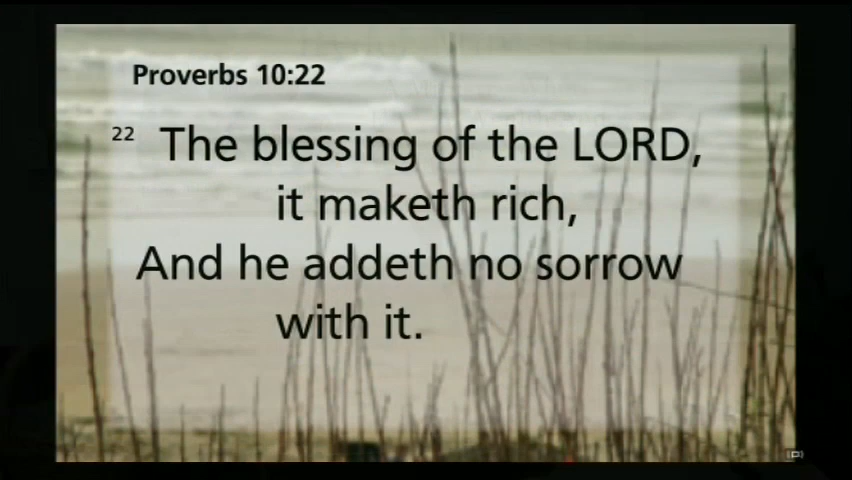 Proverbs 10:22
22 The blessing of the LORD,
it maketh rich,
And he addeth no sorrow
with it.